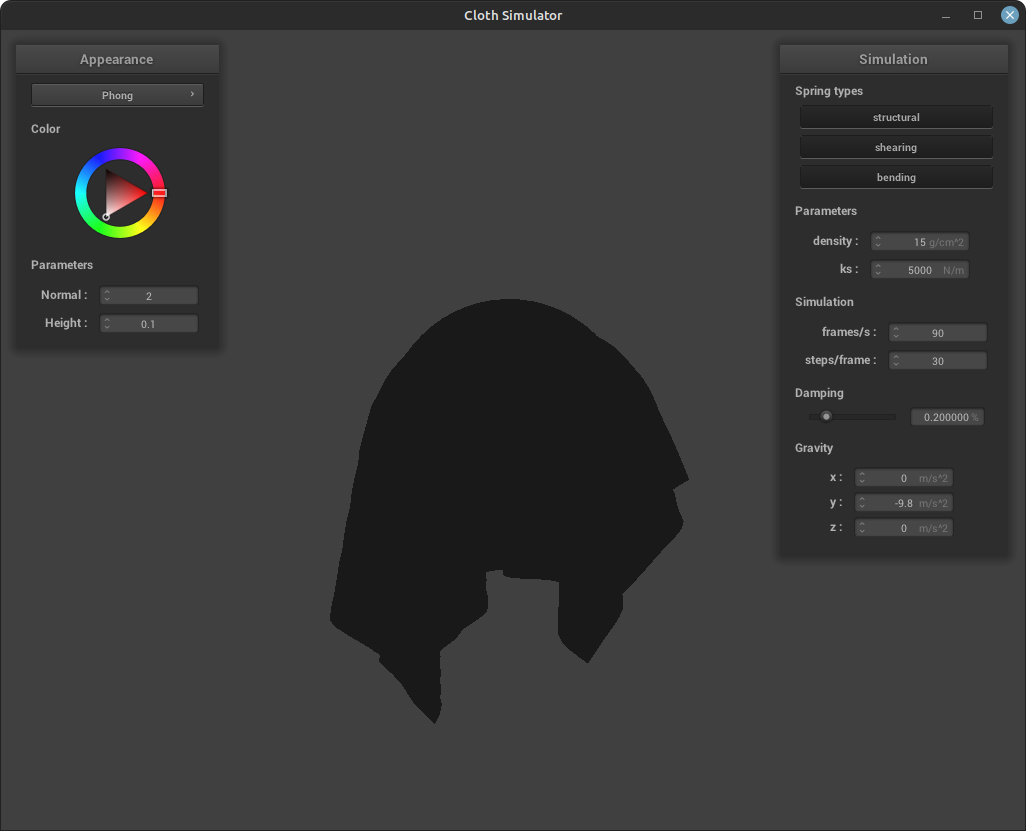 Cloth Simulator
Appearance
Phong
Color
Parameters
Normal : 2
Height : 0.1
Simulation
Spring types
structural
shearing
bending
Parameters
density : 15 g/cm^2
ks : 5000 N/m
Simulation
frames/s : 90
steps/frame : 30
Damping
0.200000 %
Gravity
x : 0 m/s^2
y : -9.8 m/s^2
z : 0 m/s^2